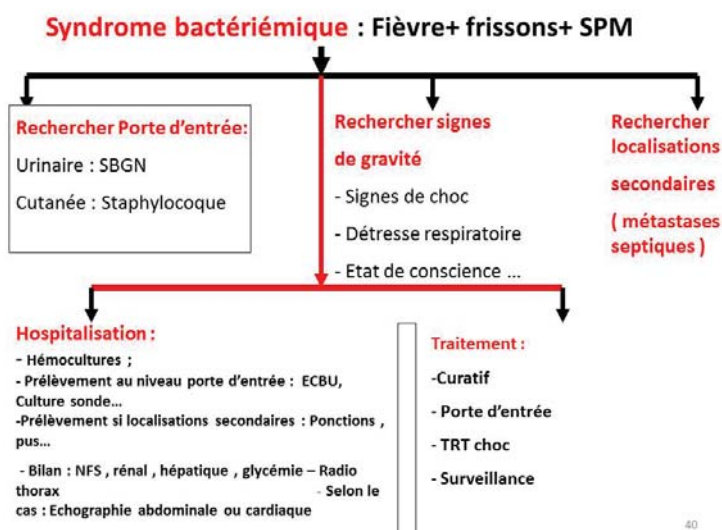 Syndrome bactériémique : Fièvre+ frissons+ SPM
Rechercher Porte d'entrée:
Urinaire : SBGN
Cutanée : Staphylocoque
Rechercher signes
de gravité
- Signes de choc
- Détresse respiratoire
- Etat de conscience ...
Rechercher
localisations
secondaires
( métastases
septiques )
Hospitalisation :
- Hémocultures ;
- Prélèvement au niveau porte d'entrée : ECBU,
Culture sonde...
-Prélèvement si localisations secondaires : Ponctions ,
pus...
- Bilan : NFS , rénal , hépatique , glycémie – Radio
thorax - Selon le
cas : Echographie abdominale ou cardiaque
Traitement :
-Curatif
- Porte d'entrée
- TRT choc
- Surveillance
40